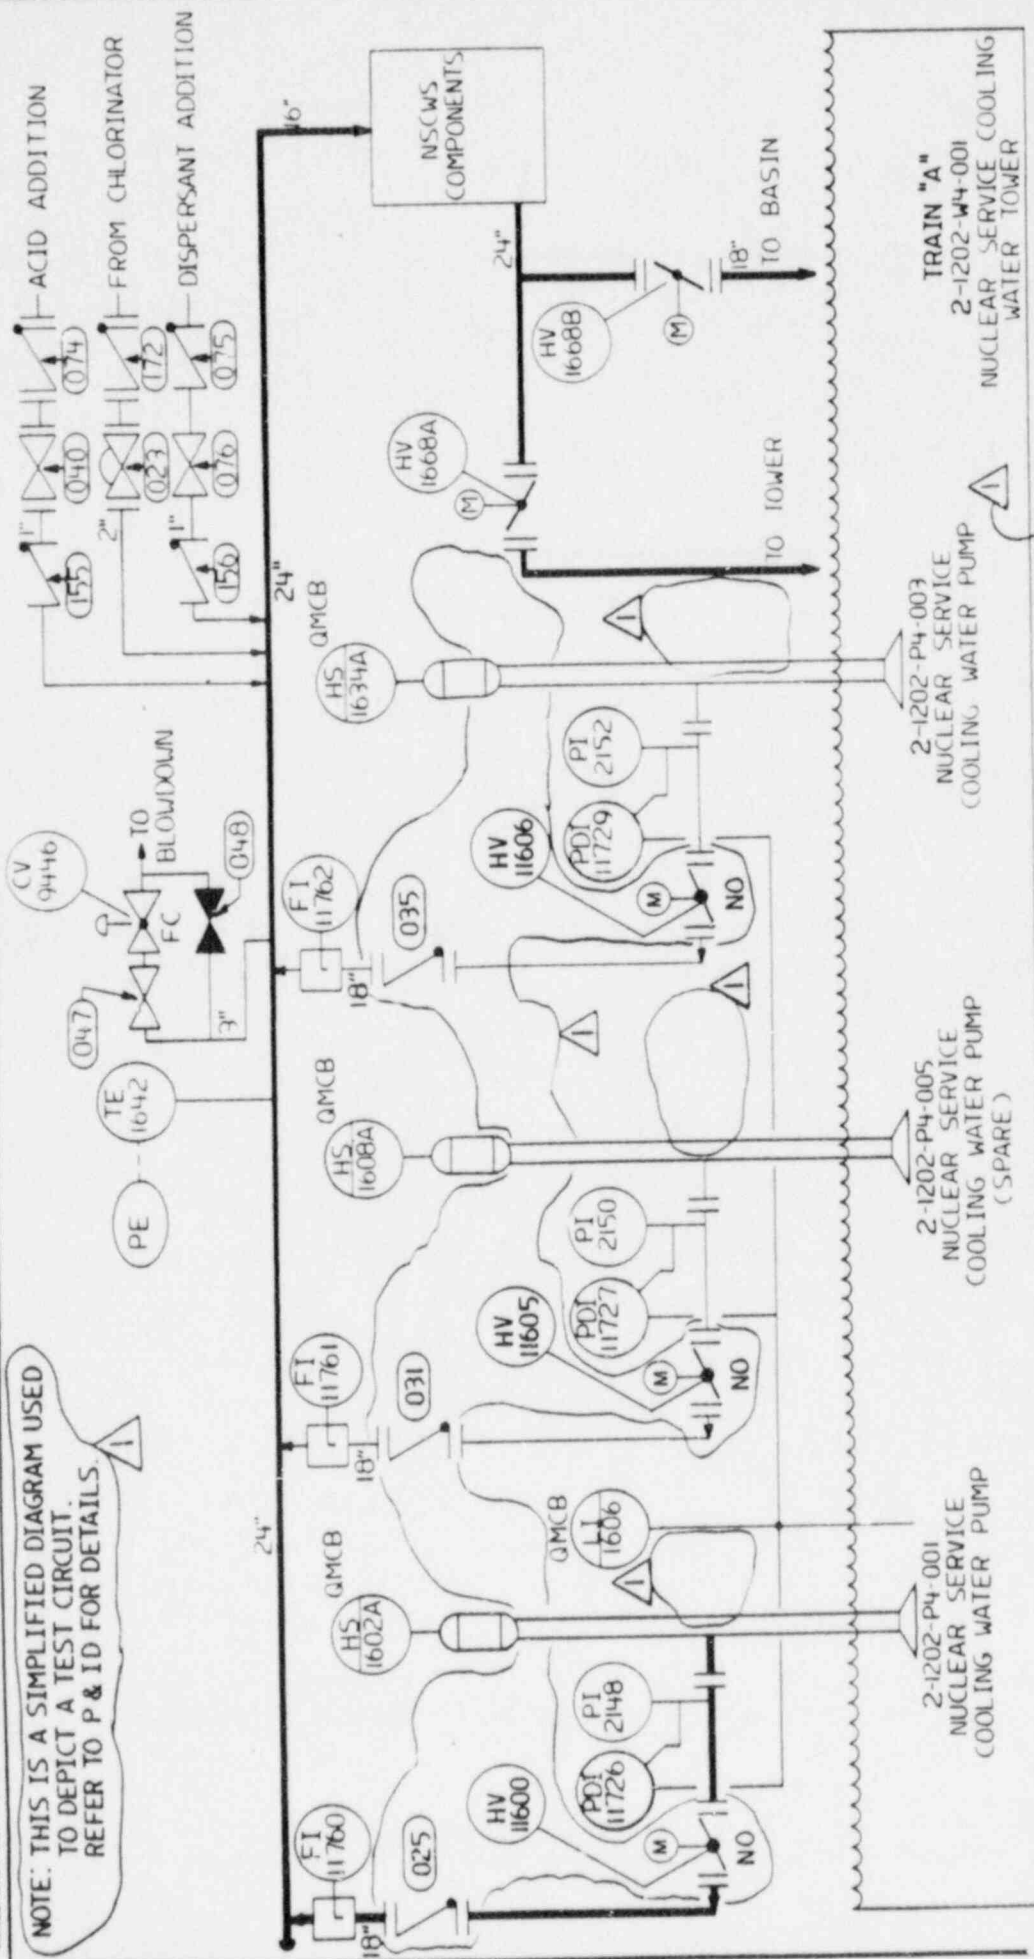 NOTE: THIS IS A SIMPLIFIED DIAGRAM USED
TO DEPICT A TEST CIRCUIT.
REFER TO P & ID FOR DETAILS.
1
PE
TE
1642
047
CV
9446
FC
TO
BLOWDOWN
048
3"
155
1"
040
074
ACID ADDITION
2"
023
172
FROM CHLORINATOR
156
1"
076
075
DISPERSANT ADDITION
24"
24"
16"
NSCWS
COMPONENTS
24"
HV
1668A
M
TO TOWER
HV
1668B
M
18"
TO BASIN
FI
11760
18"
025
HS
1602A
QMCB
HV
11600
M
NO
PDI
11726
PI
2148
1
QMCB
LI
1606
FI
11761
18"
031
HS
1608A
QMCB
HV
11605
M
NO
PDI
11727
PI
2150
1
1
FI
11762
18"
035
HS
1634A
QMCB
HV
11606
M
NO
PDI
11729
PI
2152
1
2-1202-P4-001
NUCLEAR SERVICE
COOLING WATER PUMP
2-1202-P4-005
NUCLEAR SERVICE
COOLING WATER PUMP
(SPARE)
2-1202-P4-003
NUCLEAR SERVICE
COOLING WATER PUMP
1
TRAIN "A"
2-1202-W4-001
NUCLEAR SERVICE COOLING
WATER TOWER